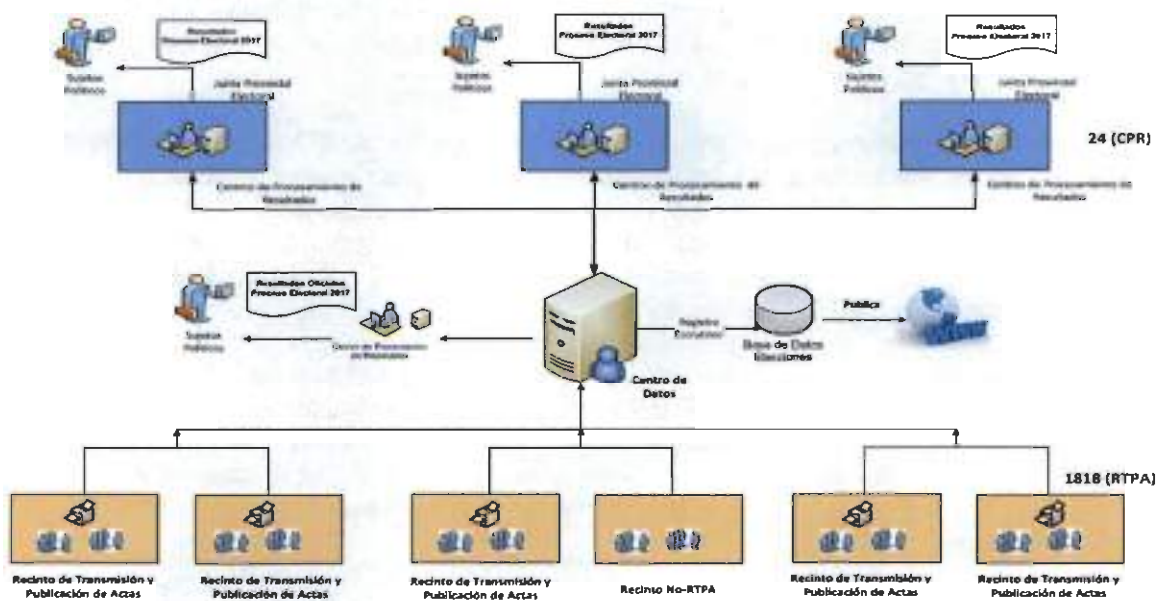 Resultados
Proceso Electoral 2017
Sujetos
Políticos
Junta Provincial
Electoral
Resultados
Proceso Electoral 2017
Sujetos
Políticos
Junta Provincial
Electoral
Resultados
Proceso Electoral 2017
Sujetos
Políticos
Junta Provincial
Electoral
24 (CPR)
Centros de Procesamiento de
Resultados
Centros de Procesamiento de
Resultados
Centros de Procesamiento de
Resultados
Resultados Oficiales
Proceso Electoral 2017
Sujetos
Políticos
de Procesamiento
de Resultados
Centro de
Datos
Registro
Escrutinio
Base de Datos
Elecciones
Publica
1818 (RTPA)
Recinto de Transmisión y
Publicación de Actas
Recinto de Transmisión y
Publicación de Actas
Recinto de Transmisión y
Publicación de Actas
Recinto No-RTPA
Recinto de Transmisión y
Publicación de Actas
Recinto de Transmisión y
Publicación de Actas